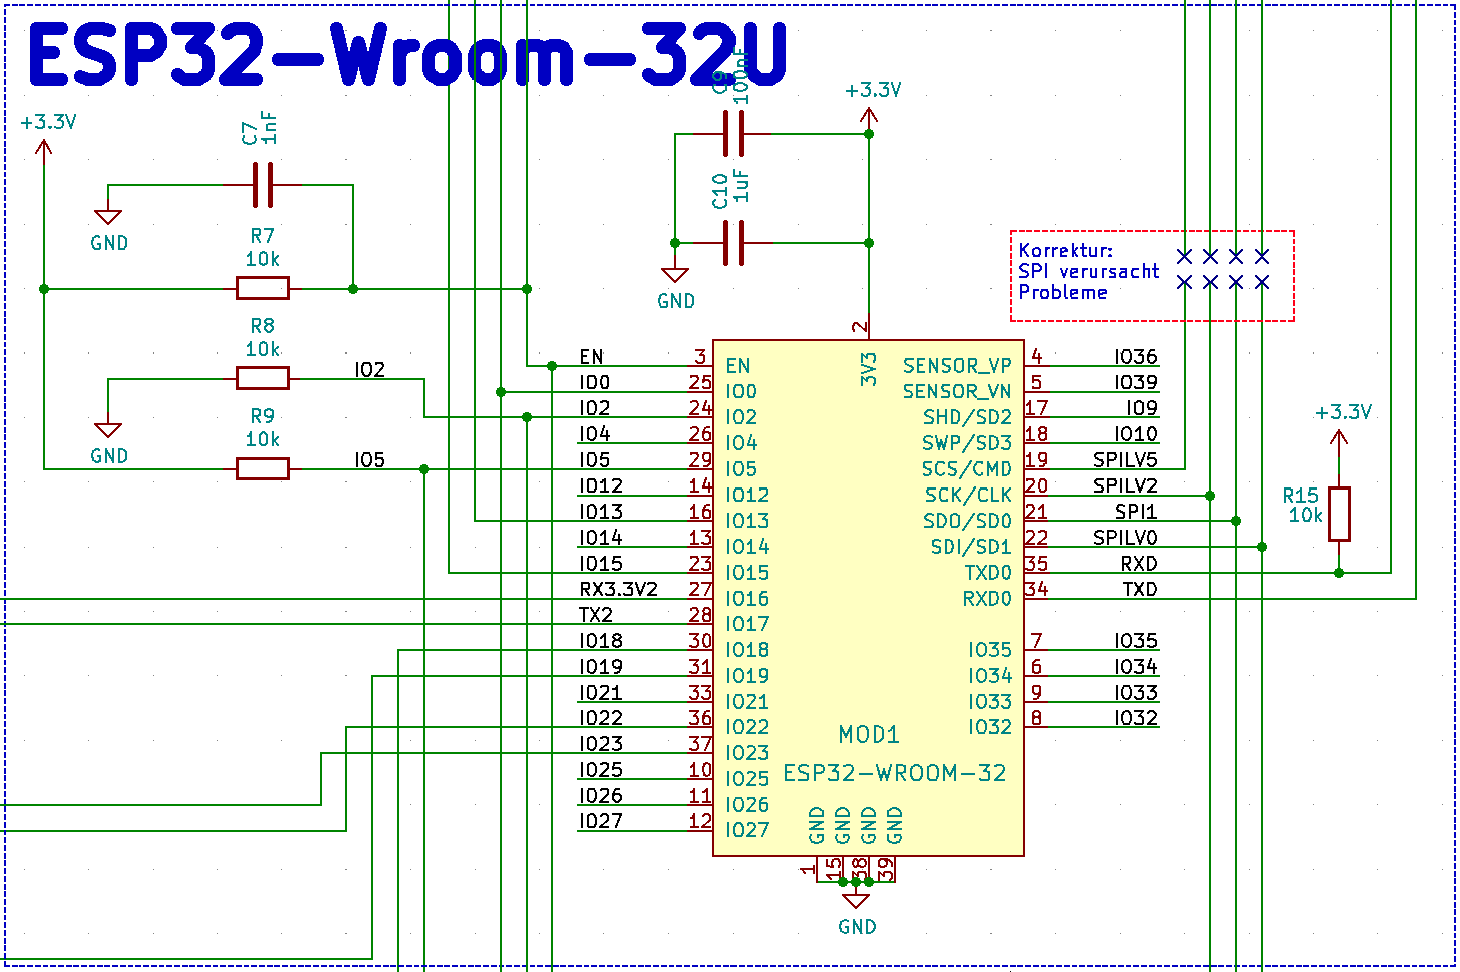 ESP32-Wroom-32U
+3.3V
C7
1nF
GND
R7
10k
R8
10k
IO2
GND
R9
10k
IO5
C9
100nF
+3.3V
C10
1uF
GND
Korrektur:
SPI verursacht
Probleme
2
3V3
EN 3 EN
IO0 25 IO0
IO2 24 IO2
IO4 26 IO4
IO5 29 IO5
IO12 14 IO12
IO13 16 IO13
IO14 13 IO14
IO15 23 IO15
RX3.3V2 27 IO16
TX2 28 IO17
IO18 30 IO18
IO19 31 IO19
IO21 33 IO21
IO22 36 IO22
IO23 37 IO23
IO25 10 IO25
IO26 11 IO26
IO27 12 IO27
SENSOR_VP 4 IO36
SENSOR_VN 5 IO39
SHD/SD2 17 IO9
SWP/SD3 18 IO10
SCS/CMD 19 SPILV5
SCK/CLK 20 SPILV2
SDO/SD0 21 SPI1
SDI/SD1 22 SPILV0
TXD0 35 RXD
RXD0 34 TXD
IO35 7 IO35
IO34 6 IO34
IO33 9 IO33
IO32 8 IO32
+3.3V
R15
10k
MOD1
ESP32-WROOM-32
GND GND GND GND
1 15 38 39
GND